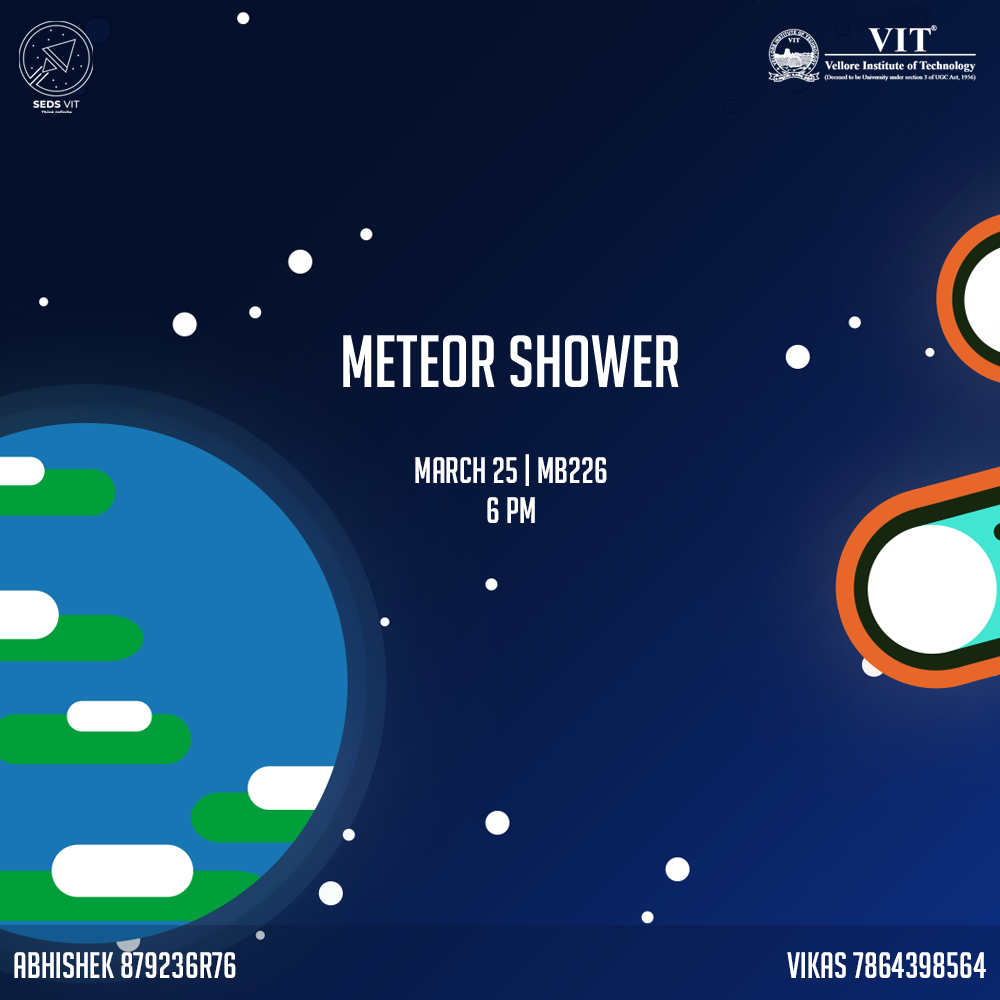 SEDS VIT
Think Infinite
VIT®
Vellore Institute of Technology
(Deemed to be University under section 3 of UGC Act, 1956)
METEOR SHOWER
MARCH 25 | MB226
6 PM
ABHISHEK 879236R76
VIKAS 7864398564